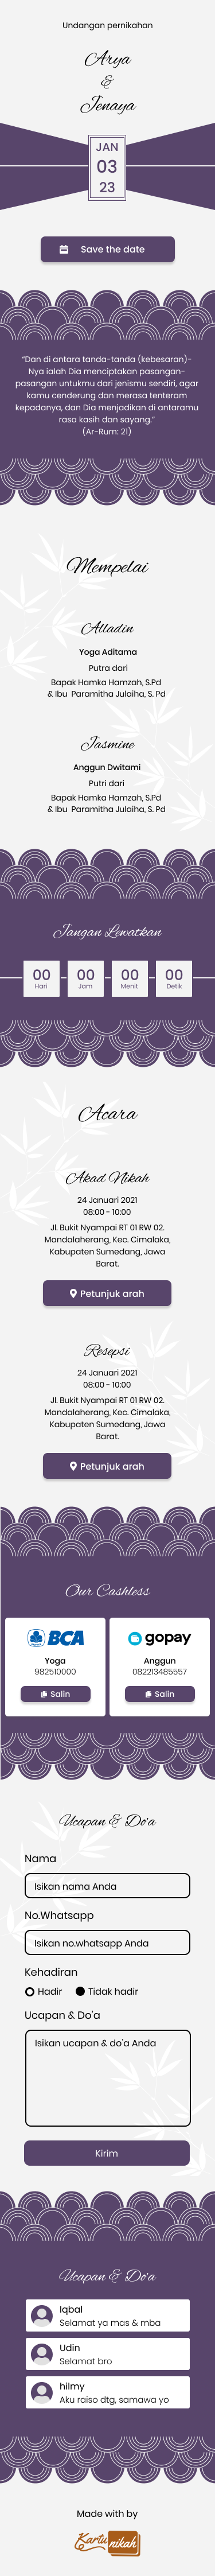 Undangan pernikahan
Arya
&
Jenaya
JAN
03
23
Save the date
“Dan di antara tanda-tanda (kebesaran)-
Nya ialah Dia menciptakan pasangan-
pasangan untukmu dari jenismu sendiri, agar
kamu cenderung dan merasa tenteram
kepadanya, dan Dia menjadikan di antaramu
rasa kasih dan sayang.”
(Ar-Rum: 21)
Mempelai
Alladin
Yoga Aditama
Putra dari
Bapak Hamka Hamzah, S.Pd
& Ibu Paramitha Julaiha, S. Pd
Jasmine
Anggun Dwitami
Putri dari
Bapak Hamka Hamzah, S.Pd
& Ibu Paramitha Julaiha, S. Pd
Jangan Lewatkan
00 00 00 00
Hari Jam Menit Detik
Acara
Akad Nikah
24 Januari 2021
08:00 - 10:00
Jl. Bukit Nyampai RT 01 RW 02.
Mandalaherang, Kec. Cimalaka,
Kabupaten Sumedang, Jawa
Barat.
Petunjuk arah
Resepsi
24 Januari 2021
08:00 - 10:00
Jl. Bukit Nyampai RT 01 RW 02.
Mandalaherang, Kec. Cimalaka,
Kabupaten Sumedang, Jawa
Barat.
Petunjuk arah
Our Cashless
BCA
Yoga
982510000
Salin
gopay
Anggun
082213485557
Salin
Ucapan & Do'a
Nama
Isikan nama Anda
No.Whatsapp
Isikan no.whatsapp Anda
Kehadiran
Hadir Tidak hadir
Ucapan & Do'a
Isikan ucapan & do'a Anda
Kirim
Ucapan & Do'a
Iqbal
Selamat ya mas & mba
Udin
Selamat bro
hilmy
Aku raiso dtg, samawa yo
Made with by
Kartu nikah